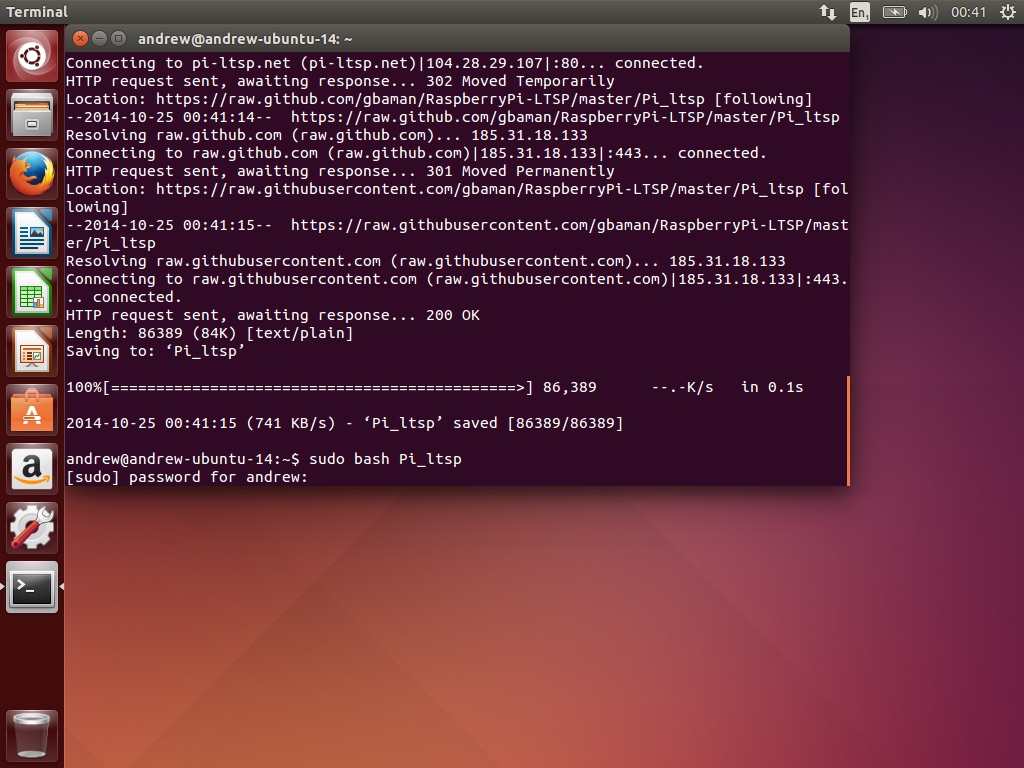 Terminal
En1
00:41
andrew@andrew-ubuntu-14: ~
Connecting to pi-ltsp.net (pi-ltsp.net)|104.28.29.107|:80... connected.
HTTP request sent, awaiting response... 302 Moved Temporarily
Location: https://raw.github.com/gbaman/RaspberryPi-LTSP/master/Pi_ltsp [following]
--2014-10-25 00:41:14--  https://raw.github.com/gbaman/RaspberryPi-LTSP/master/Pi_ltsp
Resolving raw.github.com (raw.github.com)... 185.31.18.133
Connecting to raw.github.com (raw.github.com)|185.31.18.133|:443... connected.
HTTP request sent, awaiting response... 301 Moved Permanently
Location: https://raw.githubusercontent.com/gbaman/RaspberryPi-LTSP/master/Pi_ltsp [fol
lowing]
--2014-10-25 00:41:15--  https://raw.githubusercontent.com/gbaman/RaspberryPi-LTSP/mast
er/Pi_ltsp
Resolving raw.githubusercontent.com (raw.githubusercontent.com)... 185.31.18.133
Connecting to raw.githubusercontent.com (raw.githubusercontent.com)|185.31.18.133|:443.
.. connected.
HTTP request sent, awaiting response... 200 OK
Length: 86389 (84K) [text/plain]
Saving to: ‘Pi_ltsp’
100%[=============================================>] 86,389      --.-K/s   in 0.1s
2014-10-25 00:41:15 (741 KB/s) - ‘Pi_ltsp’ saved [86389/86389]
andrew@andrew-ubuntu-14:~$ sudo bash Pi_ltsp
[sudo] password for andrew:
A
a
>_